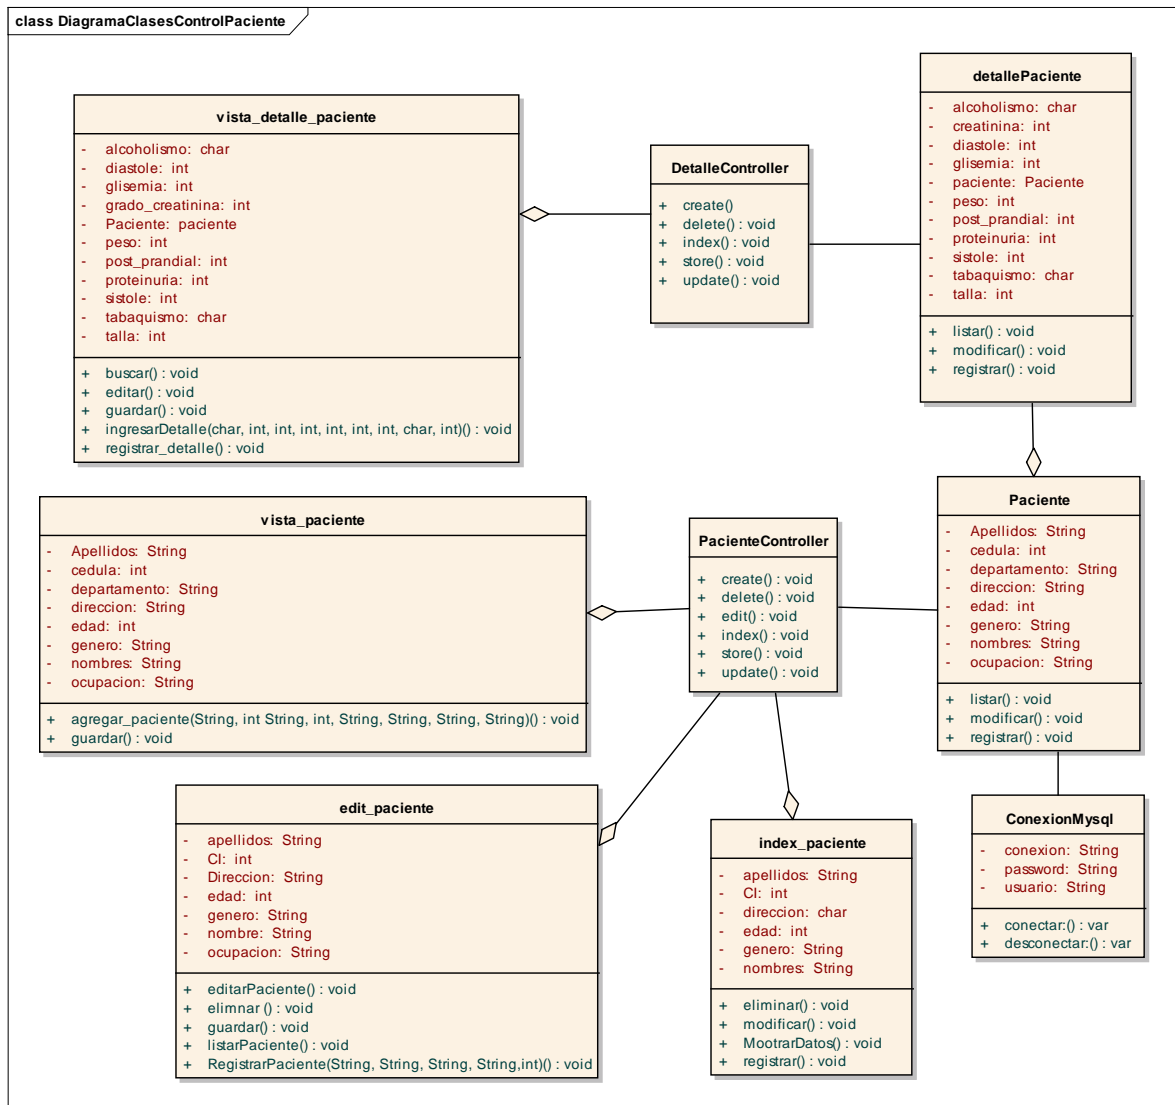 class DiagramaClasesControlPaciente
vista_detalle_paciente
- alcoholismo: char
- diastole: int
- glisemia: int
- grado_creatinina: int
- Paciente: paciente
- peso: int
- post_prandial: int
- proteinuria: int
- sistole: int
- tabaquismo: char
- talla: int
+ buscar() : void
+ editar() : void
+ guardar() : void
+ ingresarDetalle(char, int, int, int, int, int, int, char, int)() : void
+ registrar_detalle() : void
DetalleController
+ create()
+ delete() : void
+ index() : void
+ store() : void
+ update() : void
detallePaciente
- alcoholismo: char
- creatinina: int
- diastole: int
- glisemia: int
- paciente: Paciente
- peso: int
- post_prandial: int
- proteinuria: int
- sistole: int
- tabaquismo: char
- talla: int
+ listar() : void
+ modificar() : void
+ registrar() : void
vista_paciente
- Apellidos: String
- cedula: int
- departamento: String
- direccion: String
- edad: int
- genero: String
- nombres: String
- ocupacion: String
+ agregar_paciente(String, int String, int, String, String, String, String)() : void
+ guardar() : void
PacienteController
+ create() : void
+ delete() : void
+ edit() : void
+ index() : void
+ store() : void
+ update() : void
Paciente
- Apellidos: String
- cedula: int
- departamento: String
- direccion: String
- edad: int
- genero: String
- nombres: String
- ocupacion: String
+ listar() : void
+ modificar() : void
+ registrar() : void
edit_paciente
- apellidos: String
- CI: int
- Direccion: String
- edad: int
- genero: String
- nombre: String
- ocupacion: String
+ editarPaciente() : void
+ elimnar () : void
+ guardar() : void
+ listarPaciente() : void
+ RegistrarPaciente(String, String, String, String,int)() : void
index_paciente
- apellidos: String
- CI: int
- direccion: char
- edad: int
- genero: String
- nombres: String
+ eliminar() : void
+ modificar() : void
+ MootrarDatos() : void
+ registrar() : void
ConexionMysql
- conexion: String
- password: String
- usuario: String
+ conectar:() : var
+ desconectar:() : var